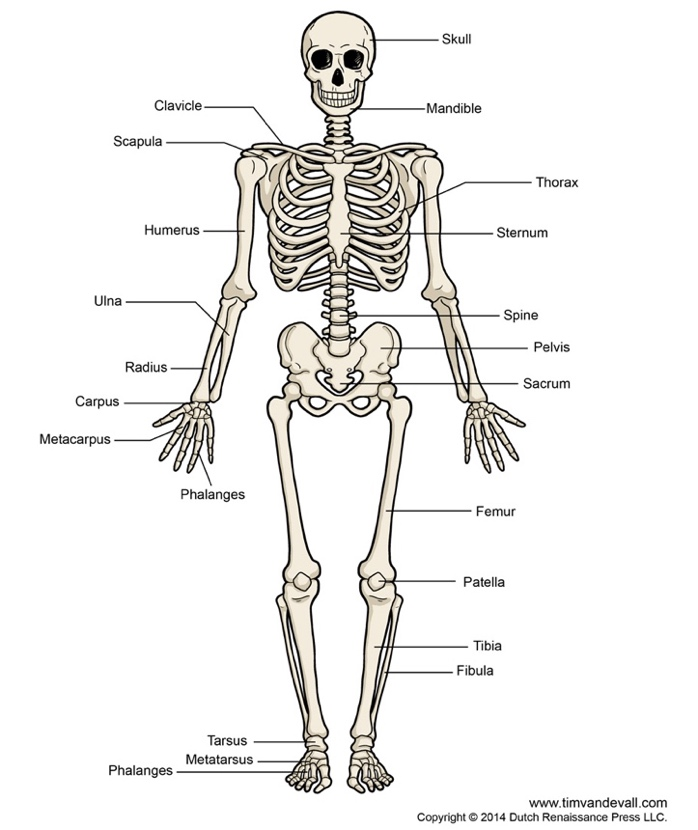 Skull
Clavicle
Mandible
Scapula
Thorax
Humerus
Sternum
Ulna
Spine
Pelvis
Radius
Sacrum
Carpus
Metacarpus
Phalanges
Femur
Patella
Tibia
Fibula
Tarsus
Metatarsus
Phalanges
www.timvandevall.com
Copyright © 2014 Dutch Renaissance Press LLC.